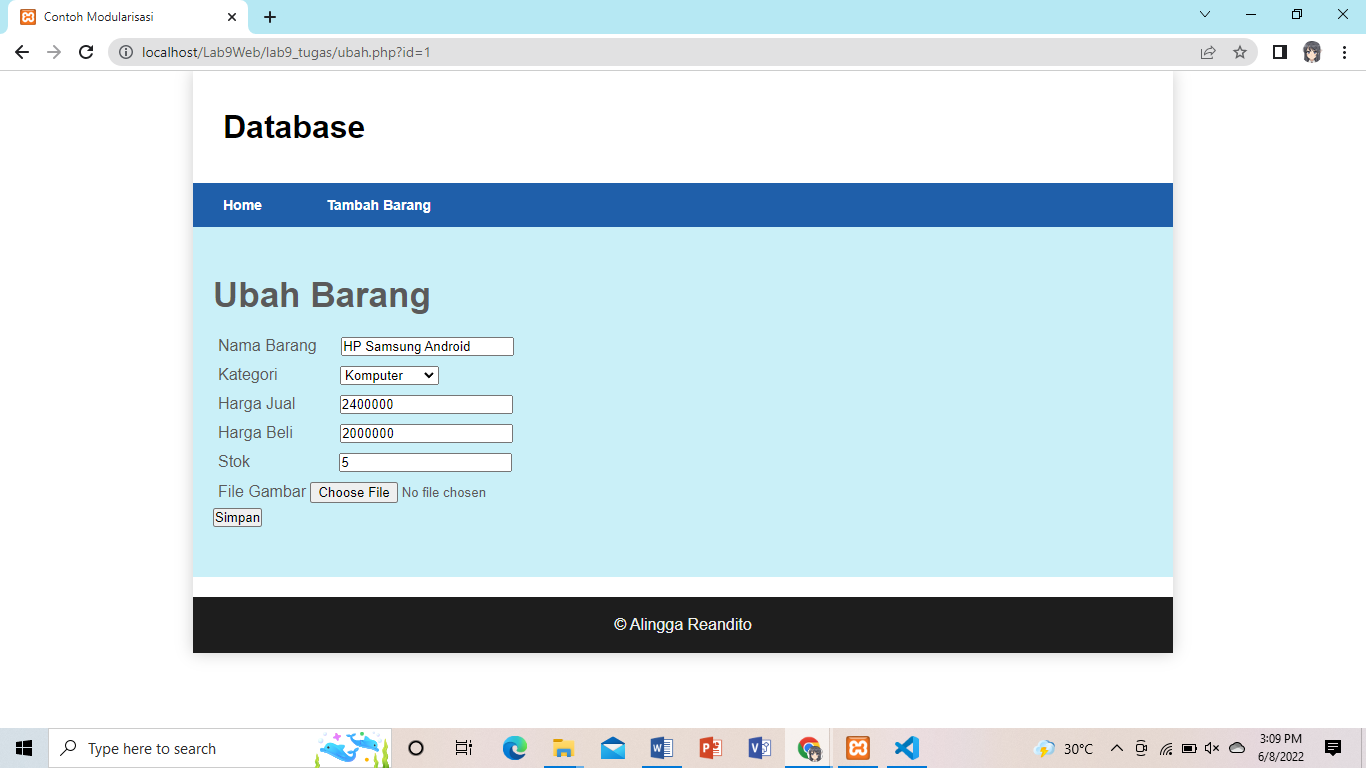 Contoh Modularisasi
localhost/Lab9Web/lab9_tugas/ubah.php?id=1
Database
Home Tambah Barang
Ubah Barang
Nama Barang HP Samsung Android
Kategori Komputer
Harga Jual 2400000
Harga Beli 2000000
Stok 5
File Gambar Choose File No file chosen
Simpan
© Alingga Reandito
Type here to search 30°C 3:09 PM
6/8/2022